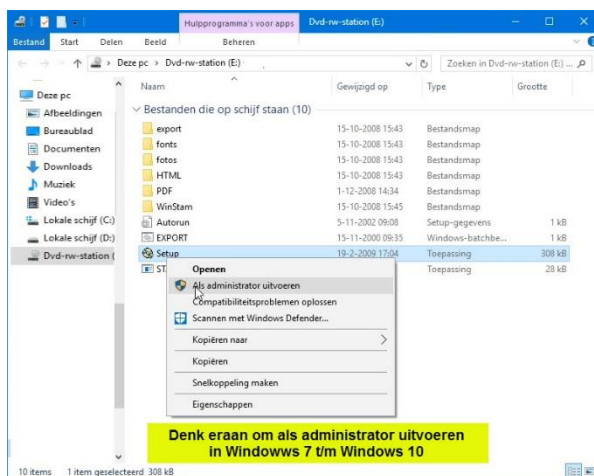 Hulpprogramma's voor apps
Dvd-rw-station (E:)
Bestand Start Delen Beeld Beheren
Deze pc > Dvd-rw-station (E:)
Zoeken in Dvd-rw-station (E:) ...
Naam Gewijzigd op Type Grootte
Deze pc
Afbeeldingen
Bureaublad
Documenten
Downloads
Muziek
Video's
Lokale schijf (C:)
Lokale schijf (D:)
Dvd-rw-station (
Bestanden die op schijf staan (10)
export 15-10-2008 15:43 Bestandsmap
fonts 15-10-2008 15:43 Bestandsmap
fotos 15-10-2008 15:43 Bestandsmap
HTML 15-10-2008 15:43 Bestandsmap
PDF 1-12-2008 14:34 Bestandsmap
WinStam 15-10-2008 15:45 Bestandsmap
Autorun 5-11-2002 09:08 Setup-gegevens 1 kB
EXPORT 15-11-2000 09:35 Windows-batchbe... 1 kB
Setup 19-2-2009 17:04 Toepassing 308 kB
ST Toepassing 28 kB
Openen
Als administrator uitvoeren
Compatibiliteitsproblemen oplossen
Scannen met Windows Defender...
Kopiëren naar
Kopiëren
Snelkoppeling maken
Eigenschappen
Denk eraan om als administrator uitvoeren
in Windowws 7 t/m Windows 10
10 items 1 item geselecteerd 308 kB